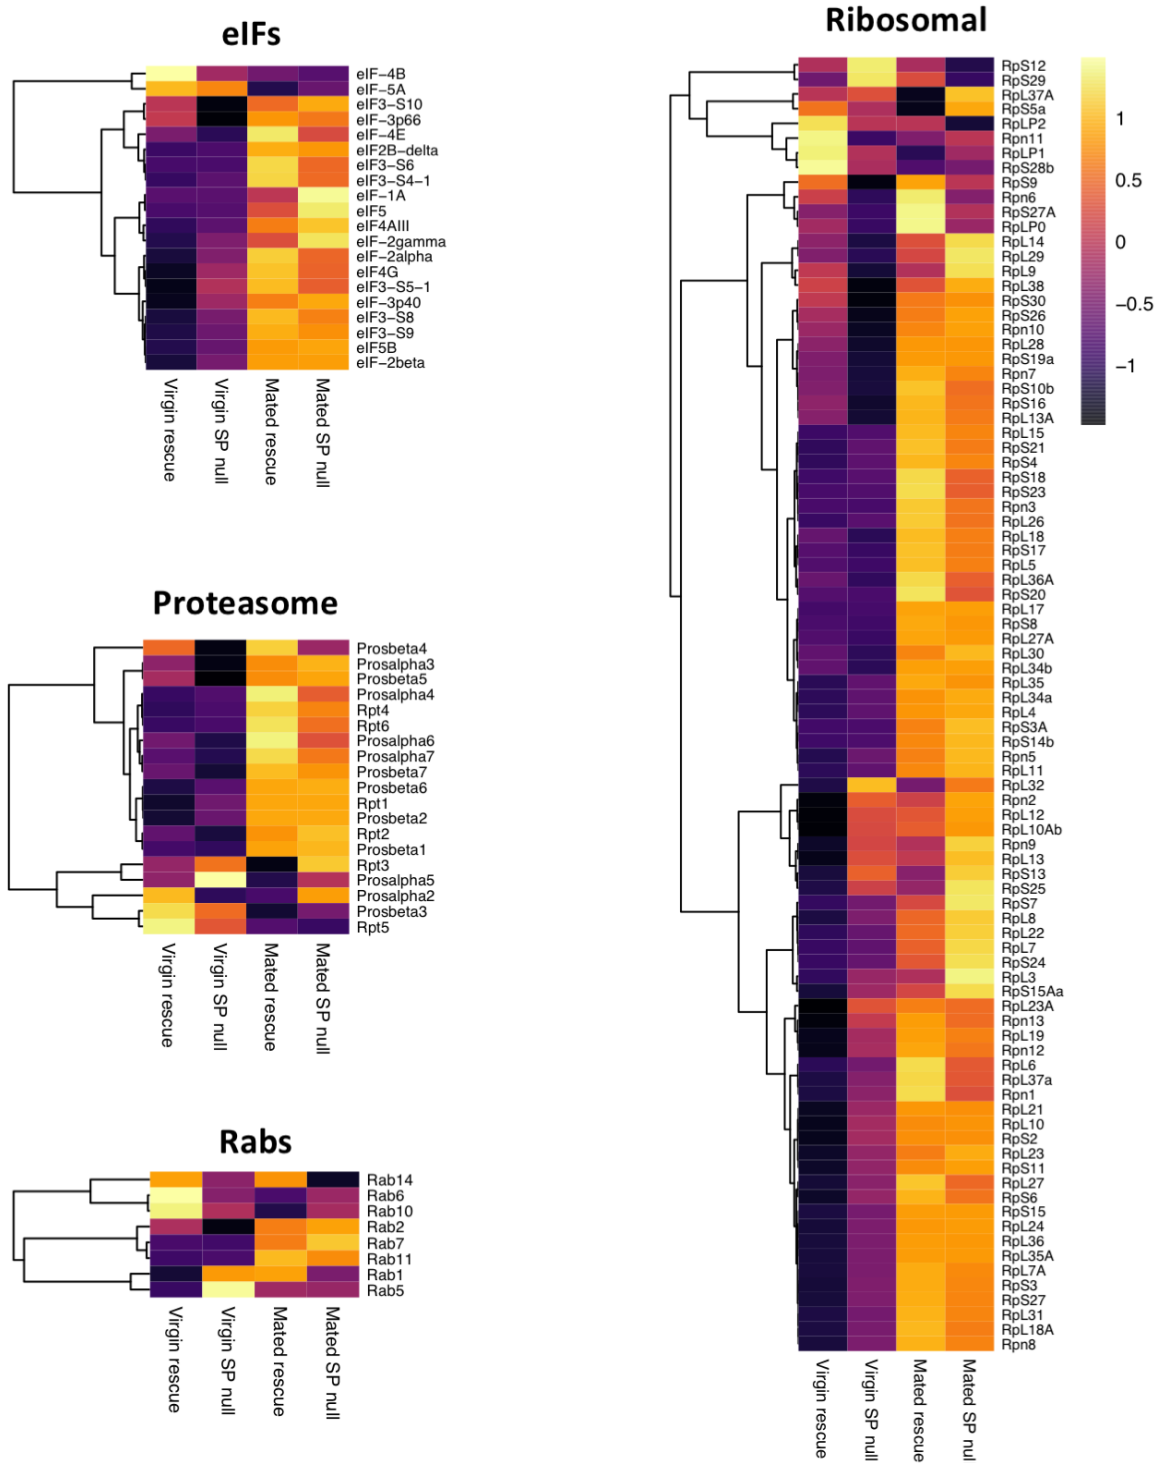 eIFs
eIF−4B
eIF−5A
eIF3−S10
eIF−3p66
eIF−4E
eIF2B−delta
eIF3−S6
eIF3−S4−1
eIF−1A
eIF5
eIF4AIII
eIF−2gamma
eIF−2alpha
eIF4G
eIF3−S5−1
eIF−3p40
eIF3−S8
eIF3−S9
eIF5B
eIF−2beta
Virgin rescue
Virgin SP null
Mated rescue
Mated SP null
Proteasome
Prosbeta4
Prosalpha3
Prosbeta5
Prosalpha4
Rpt4
Rpt6
Prosalpha6
Prosalpha7
Prosbeta7
Prosbeta6
Rpt1
Prosbeta2
Rpt2
Prosbeta1
Rpt3
Prosalpha5
Prosalpha2
Prosbeta3
Rpt5
Virgin rescue
Virgin SP null
Mated rescue
Mated SP null
Rabs
Rab14
Rab6
Rab10
Rab2
Rab7
Rab11
Rab1
Rab5
Virgin rescue
Virgin SP null
Mated rescue
Mated SP null
Ribosomal
RpS12
RpS29
RpL37A
RpS5a
RpLP2
Rpn11
RpLP1
RpS28b
RpS9
Rpn6
RpS27A
RpLP0
RpL14
RpL29
RpL9
RpL38
RpS30
RpS26
Rpn10
RpL28
RpS19a
Rpn7
RpS10b
RpS16
RpL13A
RpL15
RpS21
RpS4
RpS18
RpS23
Rpn3
RpL26
RpL18
RpS17
RpL5
RpL36A
RpS20
RpL17
RpS8
RpL27A
RpL30
RpL34b
RpL35
RpL34a
RpL4
RpS3A
RpS14b
Rpn5
RpL11
RpL32
Rpn2
RpL12
RpL10Ab
Rpn9
RpL13
RpS13
RpS25
RpS7
RpL8
RpL22
RpL7
RpS24
RpL3
RpS15Aa
RpL23A
Rpn13
RpL19
Rpn12
RpL6
RpL37a
Rpn1
RpL21
RpL10
RpS2
RpL23
RpS11
RpL27
RpS6
RpS15
RpL24
RpL36
RpL35A
RpL7A
RpS3
RpS27
RpL31
RpL18A
Rpn8
Virgin rescue
Virgin SP null
Mated rescue
Mated SP nul
1
0.5
0
−0.5
−1